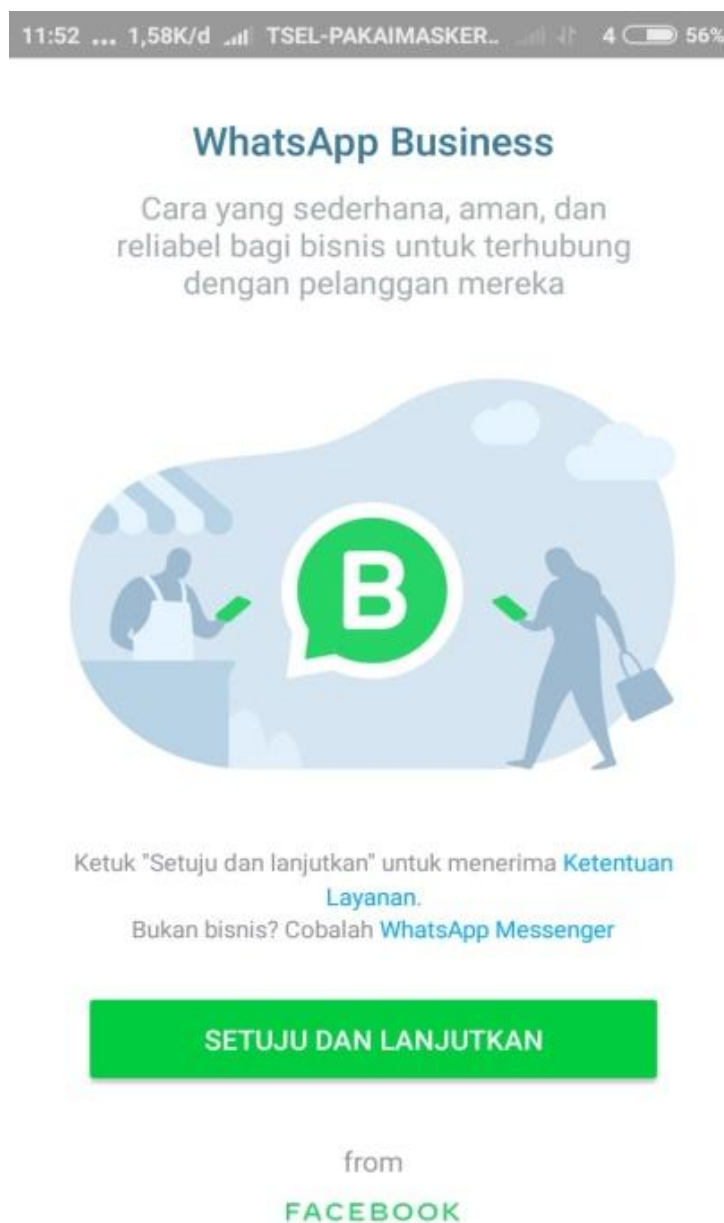 11:52 ... 1,58K/d TSEL-PAKAIMASKER.. 4 56%
WhatsApp Business
Cara yang sederhana, aman, dan
reliabel bagi bisnis untuk terhubung
dengan pelanggan mereka
B
Ketuk "Setuju dan lanjutkan" untuk menerima Ketentuan
Layanan.
Bukan bisnis? Cobalah WhatsApp Messenger
SETUJU DAN LANJUTKAN
from
FACEBOOK